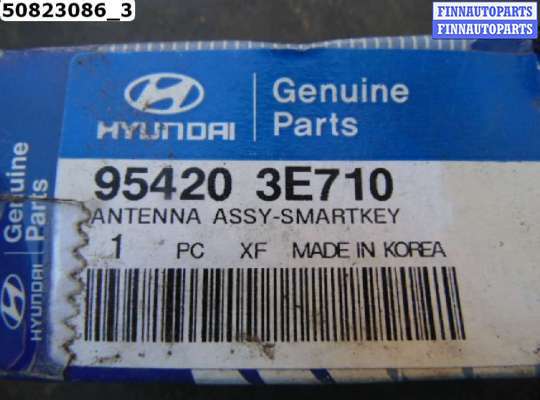 50823086_3
FINNAUTOPARTS
FINNAUTOPARTS
HYUNDAI
Genuine
Parts
95420 3E710
ANTENNA ASSY-SMARTKEY
1 PC XF MADE IN KOREA
HYUNDAI
Genuine
Parts